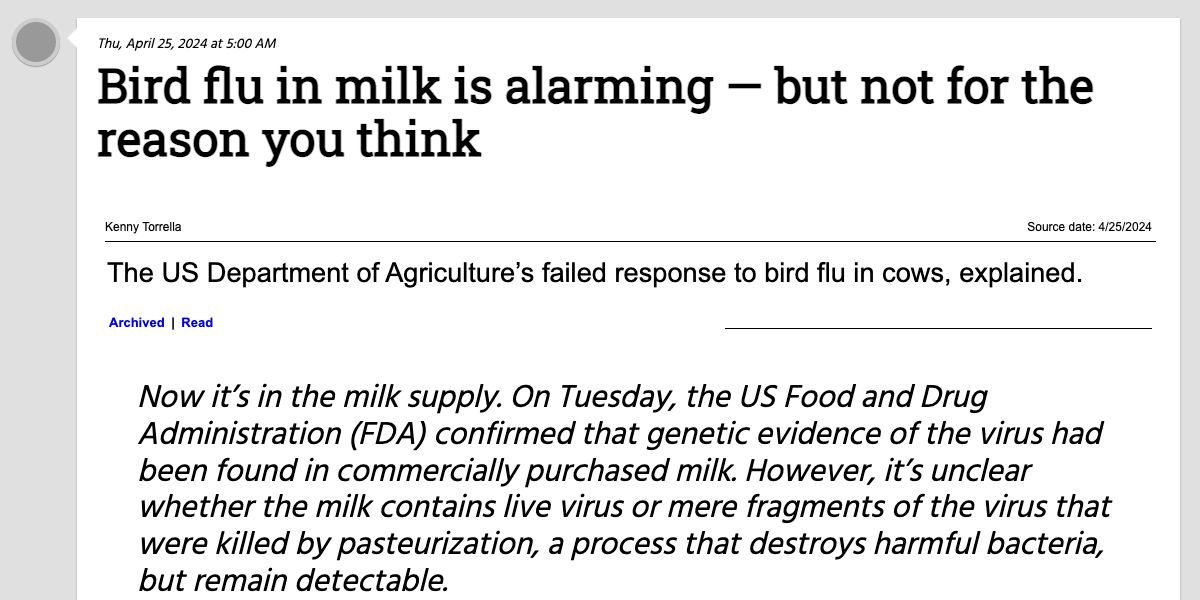 Thu, April 25, 2024 at 5:00 AM
Bird flu in milk is alarming — but not for the
reason you think
Kenny Torrella
Source date: 4/25/2024
The US Department of Agriculture’s failed response to bird flu in cows, explained.
Archived | Read
Now it’s in the milk supply. On Tuesday, the US Food and Drug
Administration (FDA) confirmed that genetic evidence of the virus had
been found in commercially purchased milk. However, it’s unclear
whether the milk contains live virus or mere fragments of the virus that
were killed by pasteurization, a process that destroys harmful bacteria,
but remain detectable.